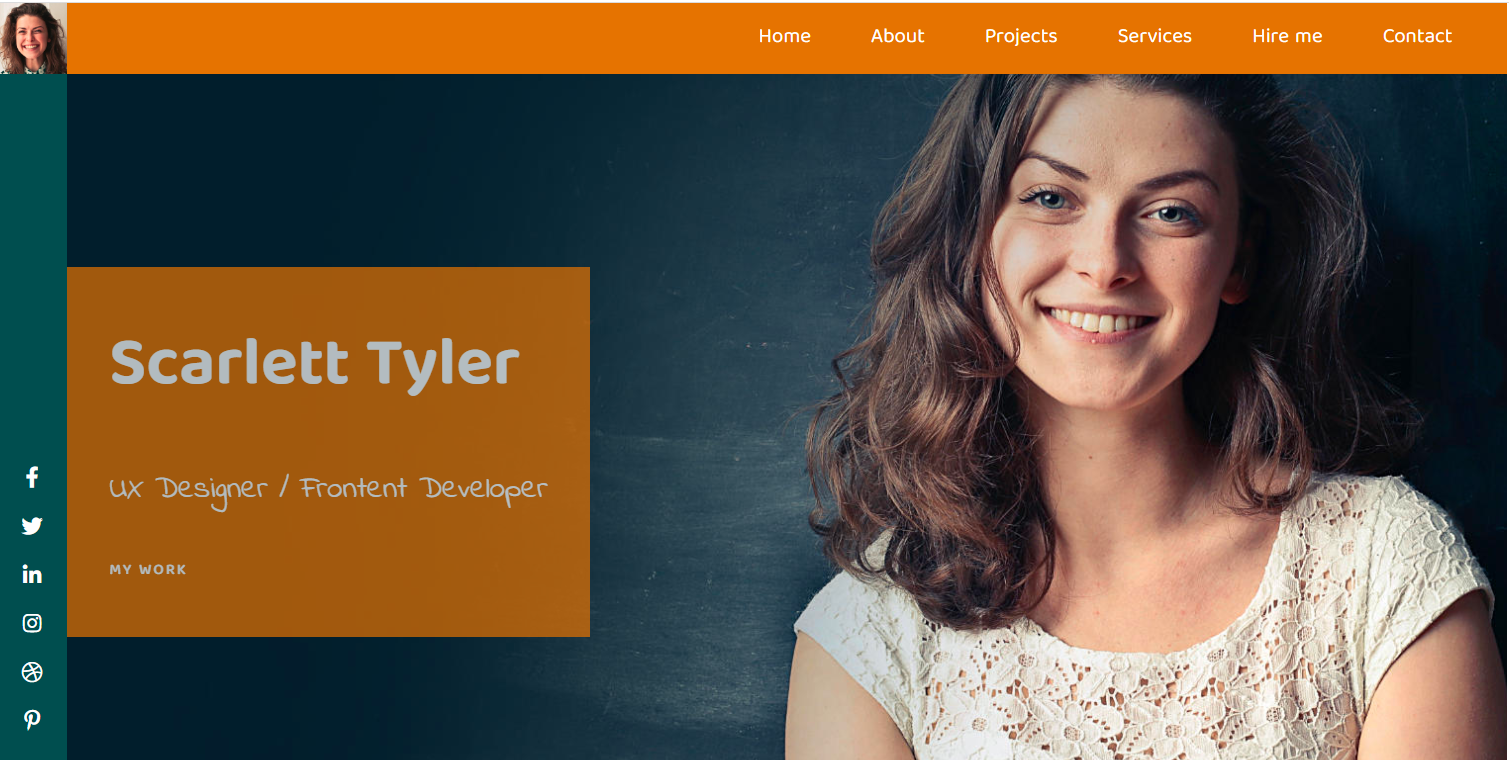 Home About Projects Services Hire me Contact
Scarlett Tyler
UX Designer / Frontent Developer
MY WORK